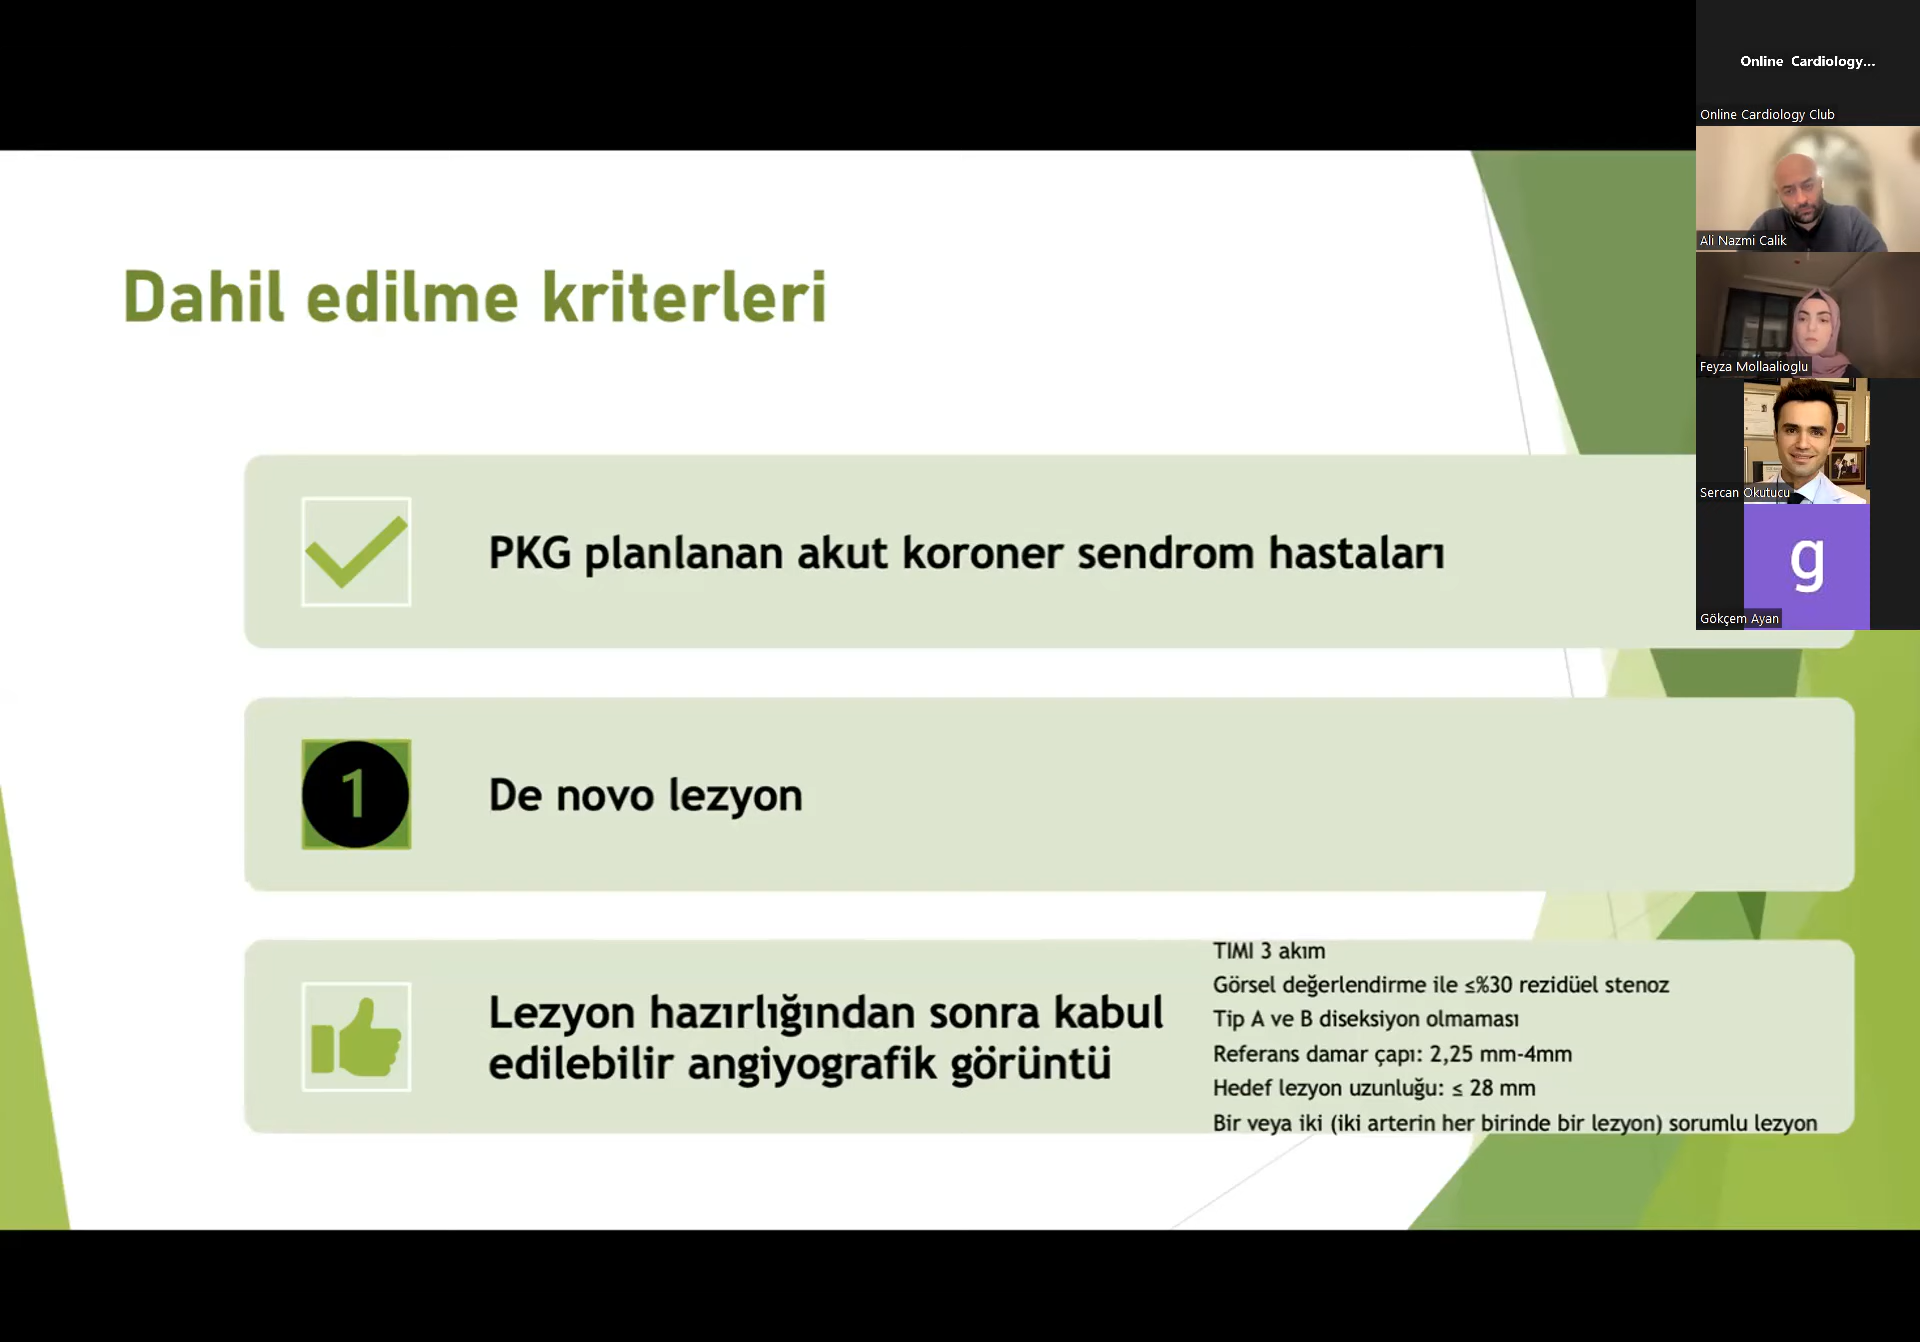 Online Cardiology...
Online Cardiology Club
Ali Nazmi Calik
Feyza Mollaalioglu
Sercan Okutucu
g
Gökçem Ayan
Dahil edilme kriterleri
PKG planlanan akut koroner sendrom hastaları
1
De novo lezyon
Lezyon hazırlığından sonra kabul
edilebilir angiyografik görüntü
TIMI 3 akım
Görsel değerlendirme ile ≤%30 rezidüel stenoz
Tip A ve B diseksiyon olmaması
Referans damar çapı: 2,25 mm-4mm
Hedef lezyon uzunluğu: ≤ 28 mm
Bir veya iki (iki arterin her birinde bir lezyon) sorumlu lezyon